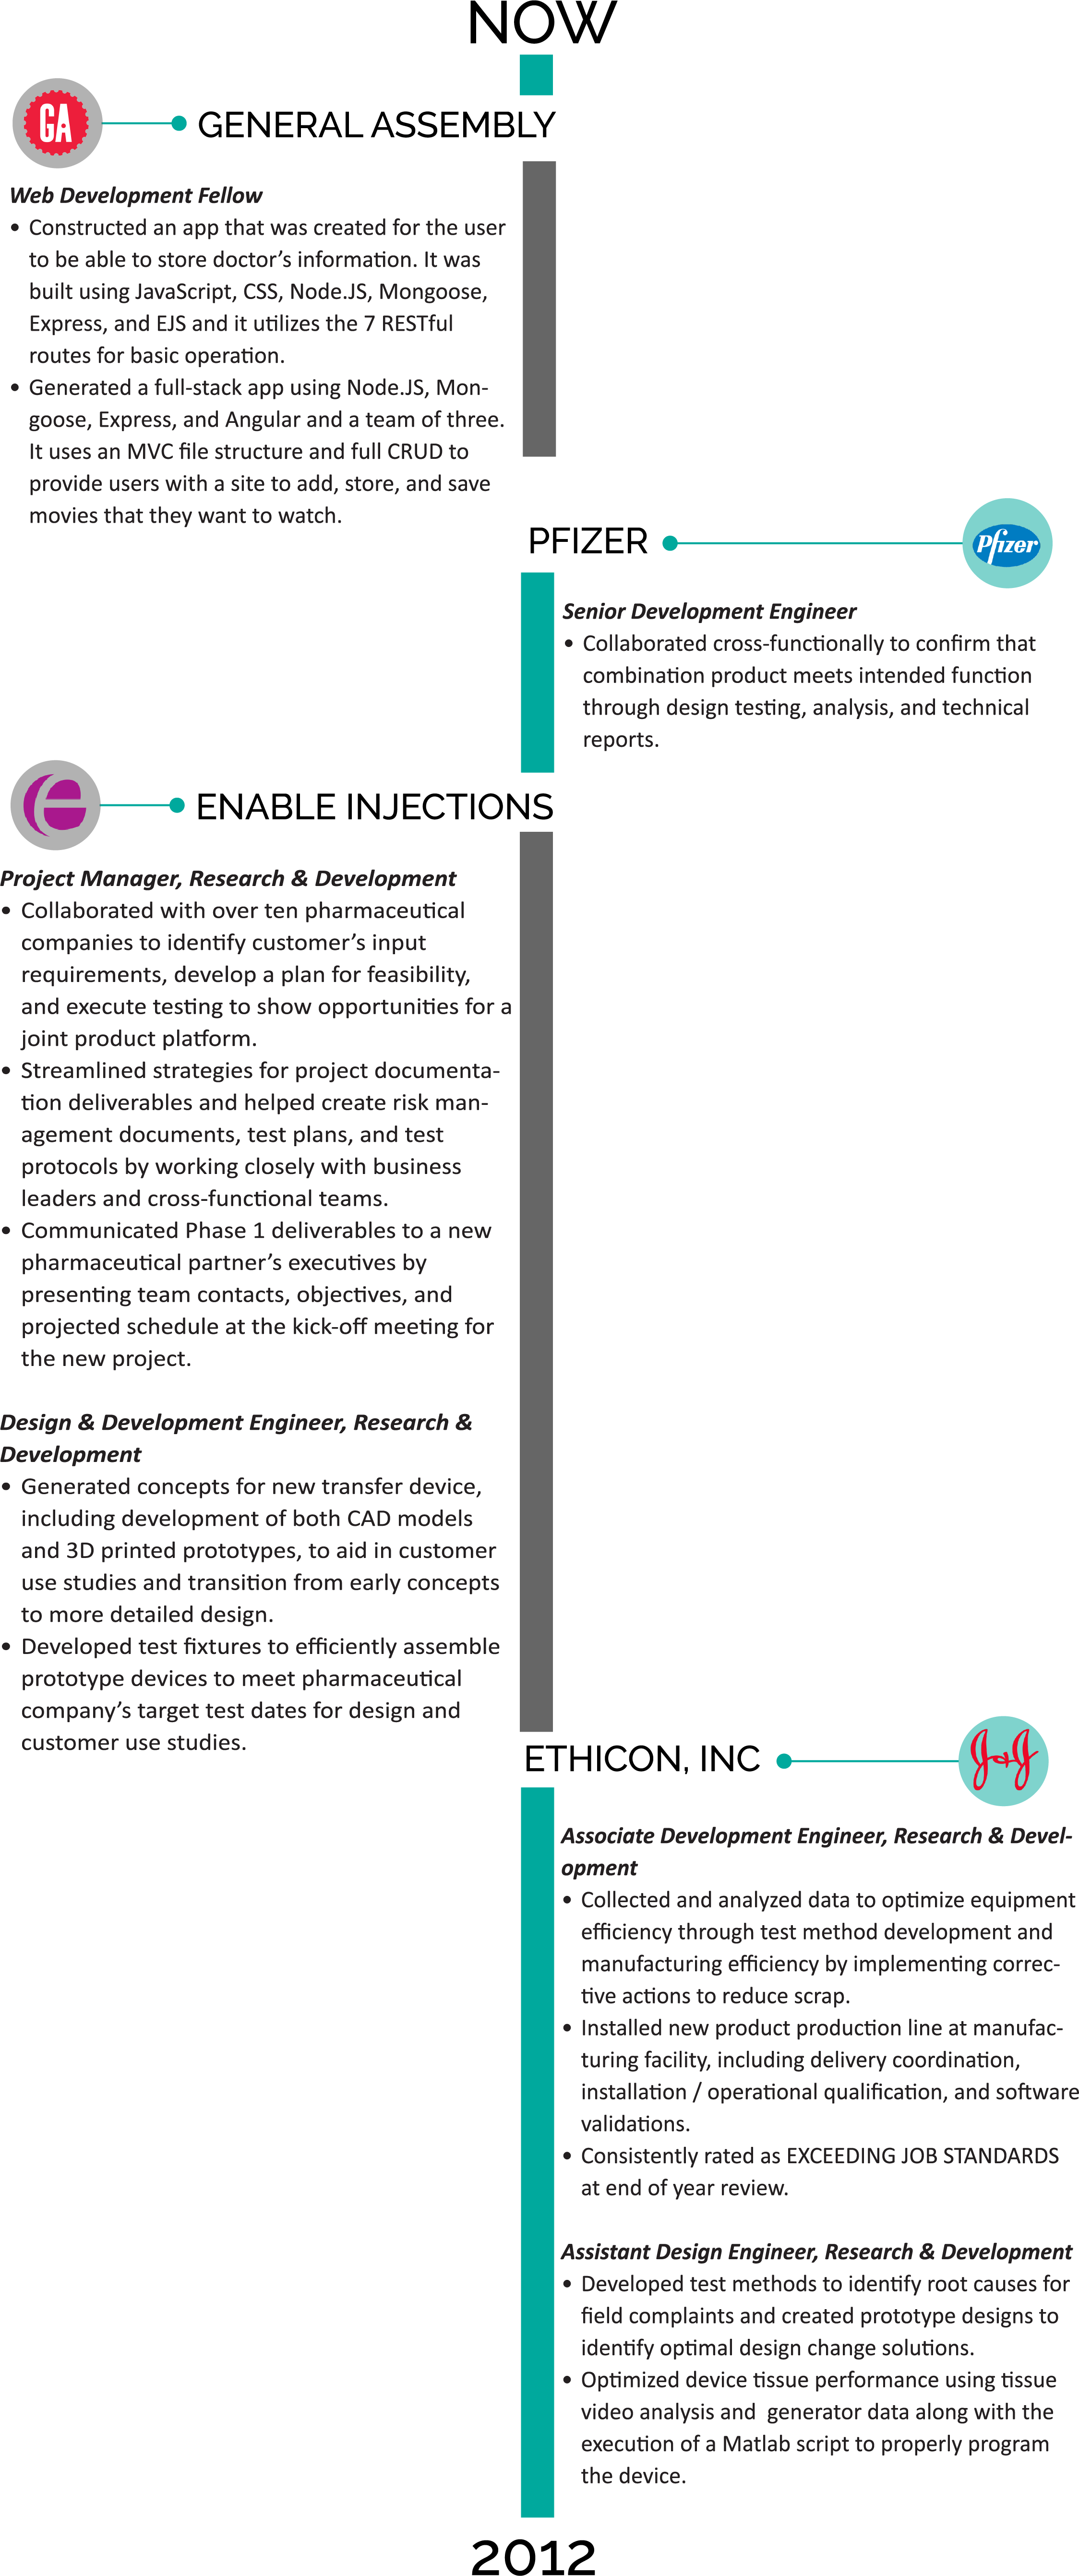 NOW
GA
GENERAL ASSEMBLY
Web Development Fellow
• Constructed an app that was created for the user
to be able to store doctor’s information. It was
built using JavaScript, CSS, Node.JS, Mongoose,
Express, and EJS and it utilizes the 7 RESTful
routes for basic operation.
• Generated a full-stack app using Node.JS, Mon-
goose, Express, and Angular and a team of three.
It uses an MVC file structure and full CRUD to
provide users with a site to add, store, and save
movies that they want to watch.
PFIZER
Pfizer
Senior Development Engineer
• Collaborated cross-functionally to confirm that
combination product meets intended function
through design testing, analysis, and technical
reports.
e
ENABLE INJECTIONS
Project Manager, Research & Development
• Collaborated with over ten pharmaceutical
companies to identify customer’s input
requirements, develop a plan for feasibility,
and execute testing to show opportunities for a
joint product platform.
• Streamlined strategies for project documenta-
tion deliverables and helped create risk man-
agement documents, test plans, and test
protocols by working closely with business
leaders and cross-functional teams.
• Communicated Phase 1 deliverables to a new
pharmaceutical partner’s executives by
presenting team contacts, objectives, and
projected schedule at the kick-off meeting for
the new project.
Design & Development Engineer, Research &
Development
• Generated concepts for new transfer device,
including development of both CAD models
and 3D printed prototypes, to aid in customer
use studies and transition from early concepts
to more detailed design.
• Developed test fixtures to efficiently assemble
prototype devices to meet pharmaceutical
company’s target test dates for design and
customer use studies.
ETHICON, INC
J&J
Associate Development Engineer, Research & Devel-
opment
• Collected and analyzed data to optimize equipment
efficiency through test method development and
manufacturing efficiency by implementing correc-
tive actions to reduce scrap.
• Installed new product production line at manufac-
turing facility, including delivery coordination,
installation / operational qualification, and software
validations.
• Consistently rated as EXCEEDING JOB STANDARDS
at end of year review.
Assistant Design Engineer, Research & Development
• Developed test methods to identify root causes for
field complaints and created prototype designs to
identify optimal design change solutions.
• Optimized device tissue performance using tissue
video analysis and  generator data along with the
execution of a Matlab script to properly program
the device.
2012